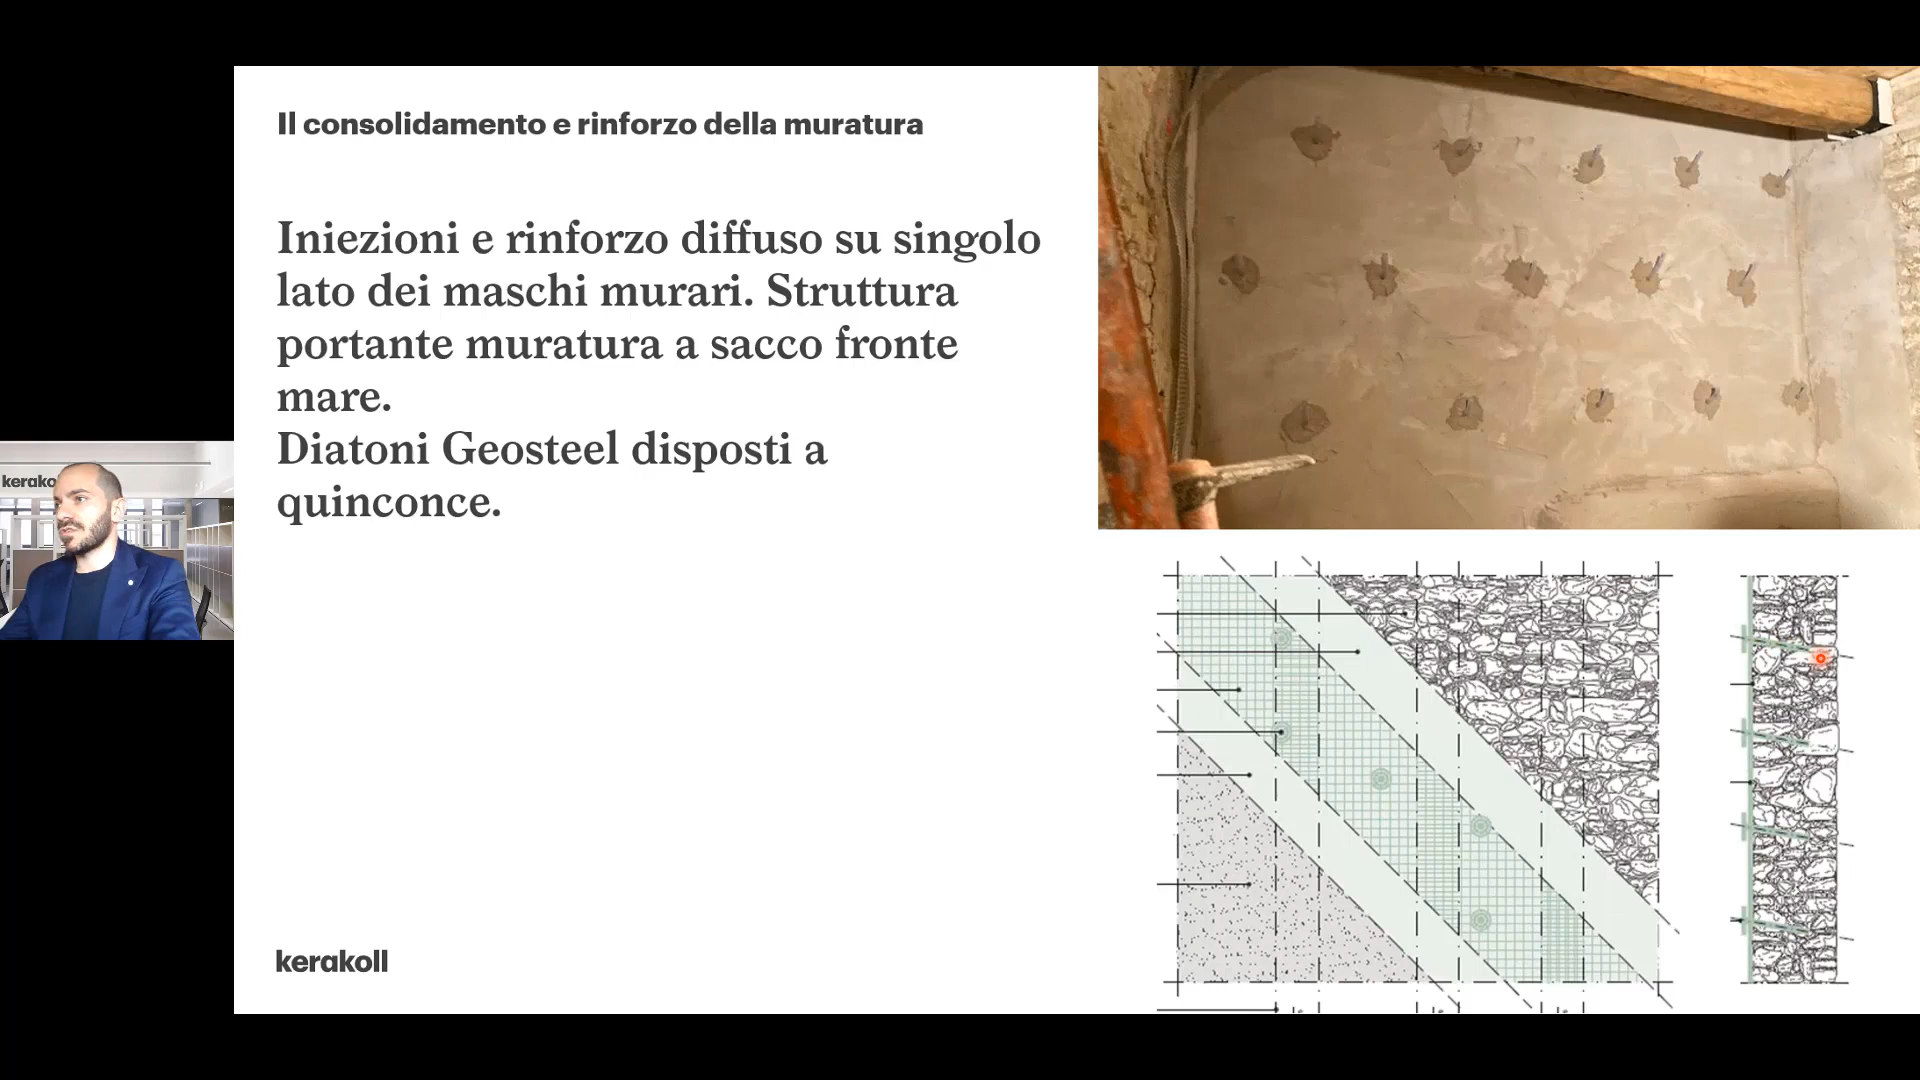 Il consolidamento e rinforzo della muratura
Iniezioni e rinforzo diffuso su singolo
lato dei maschi murari. Struttura
portante muratura a sacco fronte
mare.
Diatoni Geosteel disposti a
quinconce.
kerako
kerakoll